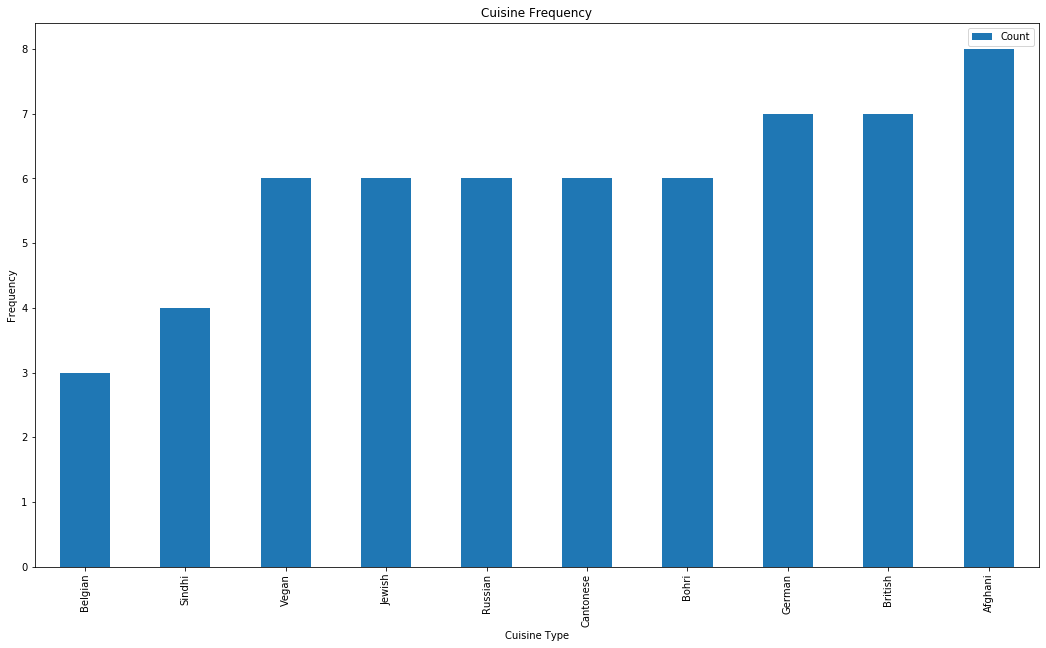 Cuisine Frequency
Count
8
7
6
5
4
3
2
1
0
Frequency
Belgian
Sindhi
Vegan
Jewish
Russian
Cantonese
Bohri
German
British
Afghani
Cuisine Type